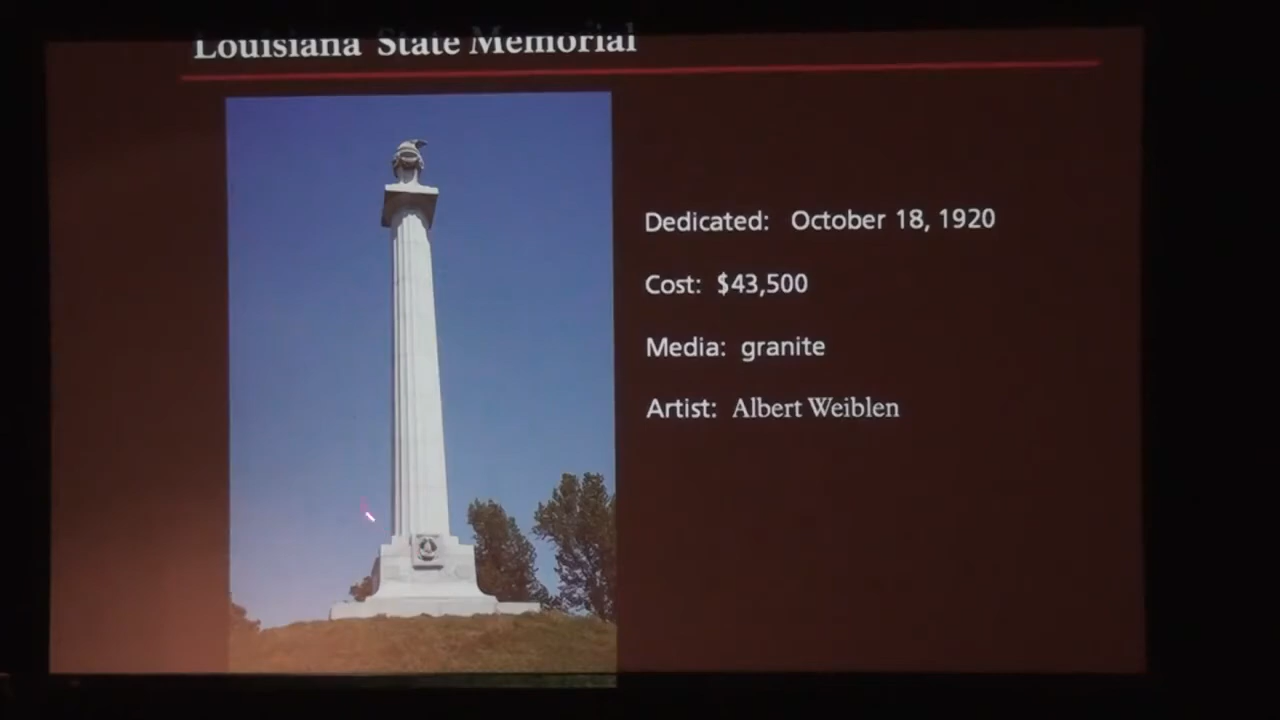 Louisiana State Memorial
Dedicated: October 18, 1920
Cost: $43,500
Media: granite
Artist: Albert Weiblen